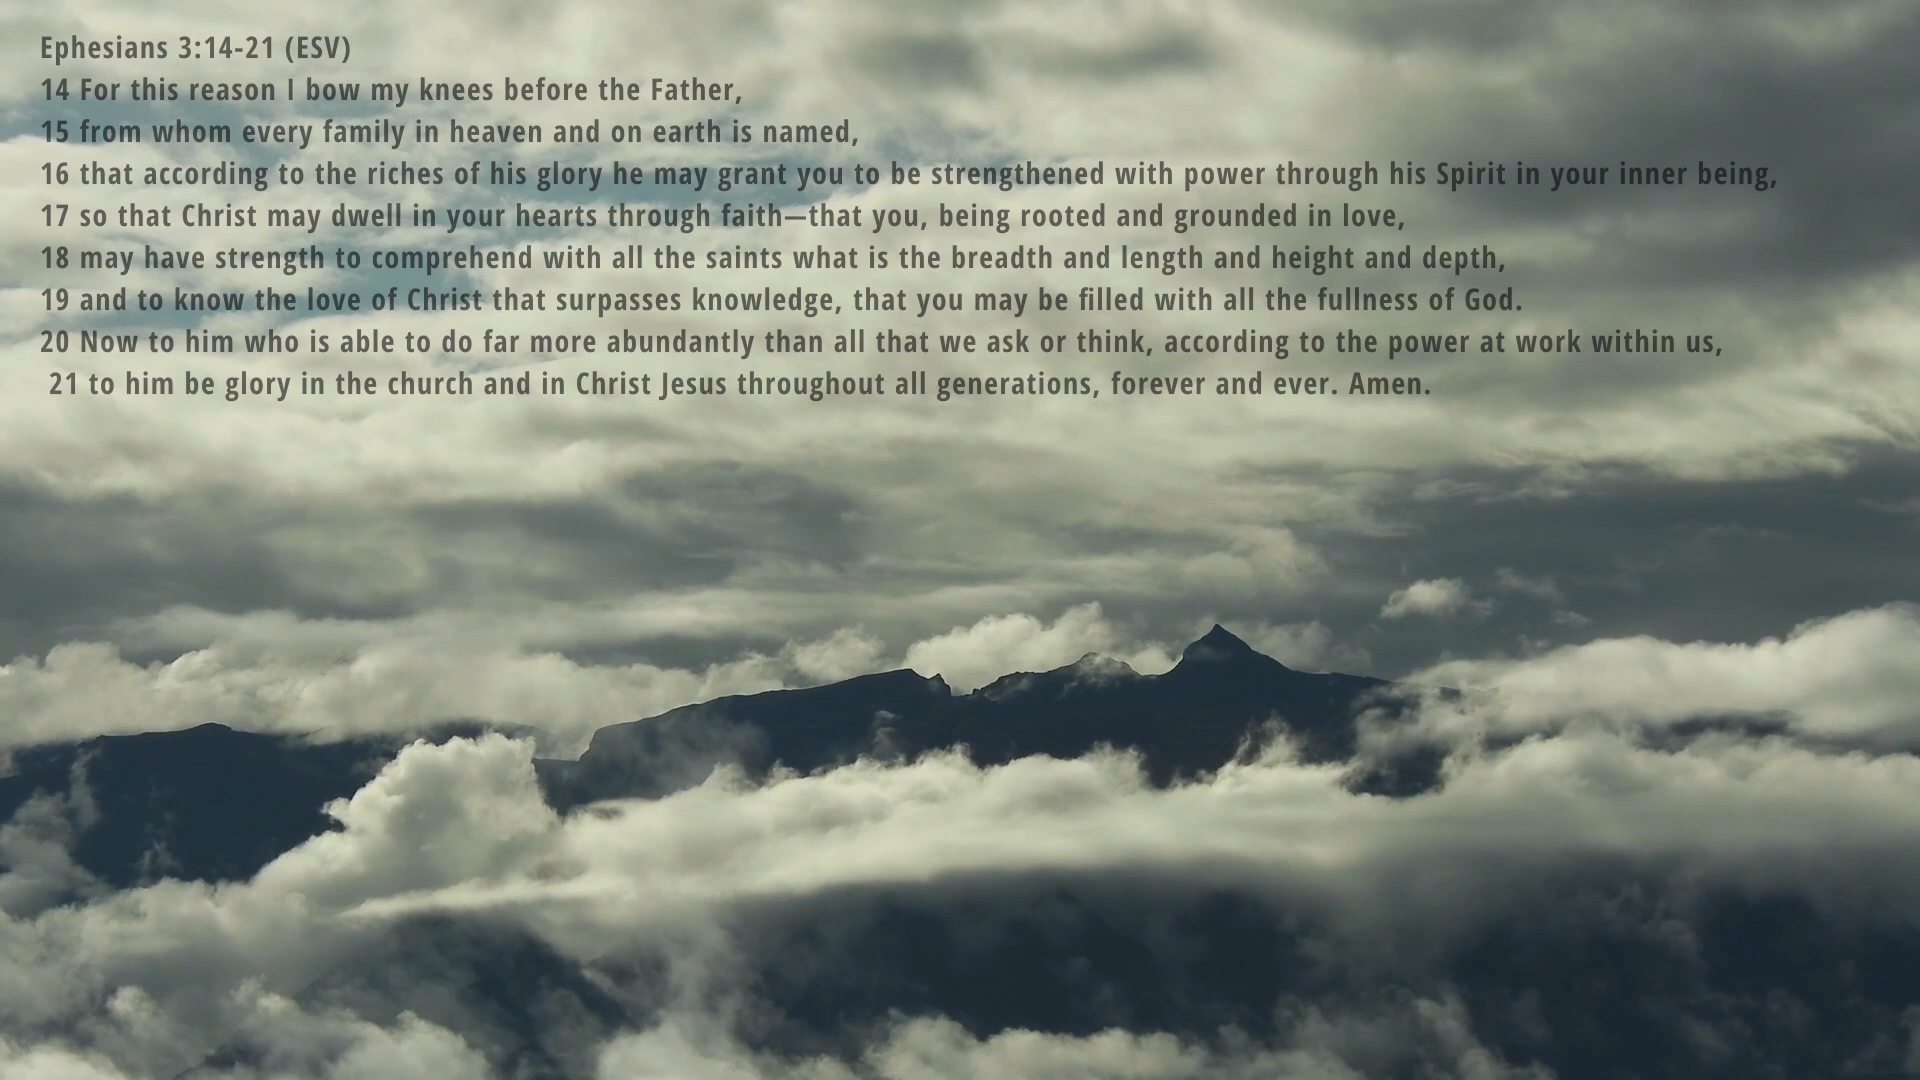 Ephesians 3:14-21 (ESV)
14 For this reason I bow my knees before the Father,
15 from whom every family in heaven and on earth is named,
16 that according to the riches of his glory he may grant you to be strengthened with power through his Spirit in your inner being,
17 so that Christ may dwell in your hearts through faith—that you, being rooted and grounded in love,
18 may have strength to comprehend with all the saints what is the breadth and length and height and depth,
19 and to know the love of Christ that surpasses knowledge, that you may be filled with all the fullness of God.
20 Now to him who is able to do far more abundantly than all that we ask or think, according to the power at work within us,
21 to him be glory in the church and in Christ Jesus throughout all generations, forever and ever. Amen.